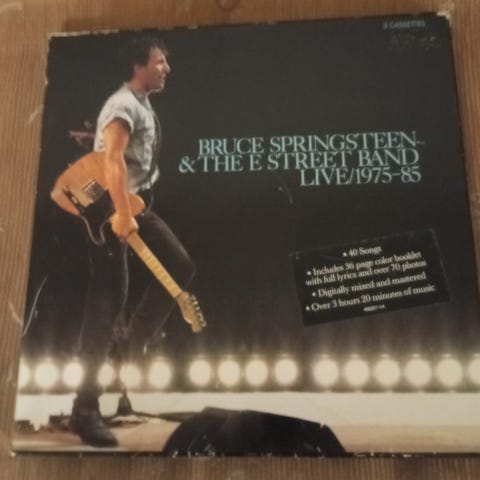 3 CASSETTES
BRUCE SPRINGSTEEN
& THE E STREET BAND
LIVE/1975-85
• 40 Songs
• Includes 36 page color booklet
with full lyrics and over 70 photos
• Digitally mixed and mastered
• Over 3 hours 20 minutes of music